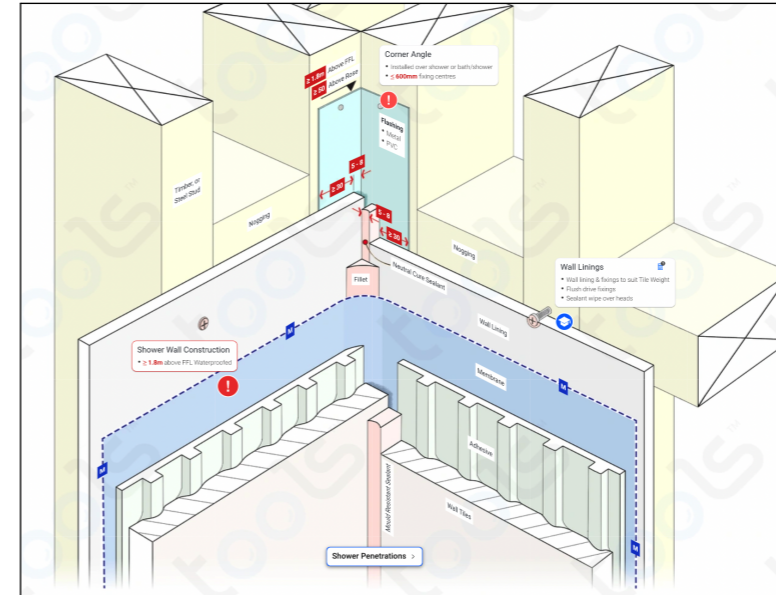 Corner Angle
• Installed over shower or bath/shower
• ≤ 600mm fixing centres
≥ 1.8m Above FFL
≥ 50 Above Rose
Flashing
• Metal
• PVC
5 - 8
≥ 30
5 - 8
≥ 30
Timber, or
Steel Stud
Nogging
Nogging
Neutral Cure Sealant
Fillet
Wall Linings
• Wall lining & fixings to suit Tile Weight
• Flush drive fixings
• Sealant wipe over heads
Wall Lining
M
Shower Wall Construction
• ≥ 1.8m above FFL Waterproofed
Membrane
M
M
Adhesive
Mould Resistant Sealant
Wall Tiles
M
Shower Penetrations >
tools